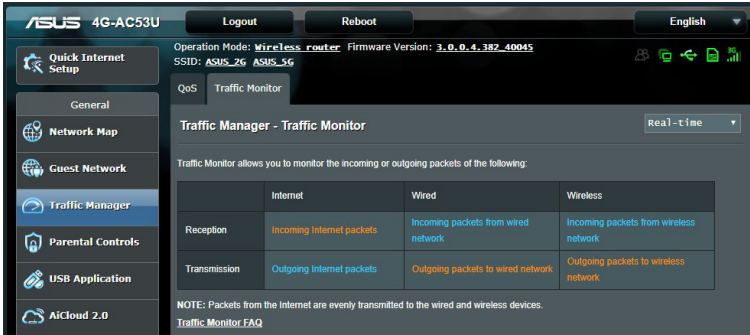 ASUS 4G-AC53U Logout Reboot English
Operation Mode: Wireless router Firmware Version: 3.0.0.4.382_40045
SSID: ASUS_2G ASUS_5G
3G
Quick Internet
Setup
General
Network Map
Guest Network
Traffic Manager
Parental Controls
USB Application
AiCloud 2.0
QoS Traffic Monitor
Traffic Manager - Traffic Monitor Real-time
Traffic Monitor allows you to monitor the incoming or outgoing packets of the following:
Internet Wired Wireless
Reception Incoming Internet packets Incoming packets from wired network Incoming packets from wireless network
Transmission Outgoing Internet packets Outgoing packets to wired network Outgoing packets to wireless network
NOTE: Packets from the Internet are evenly transmitted to the wired and wireless devices.
Traffic Monitor FAQ